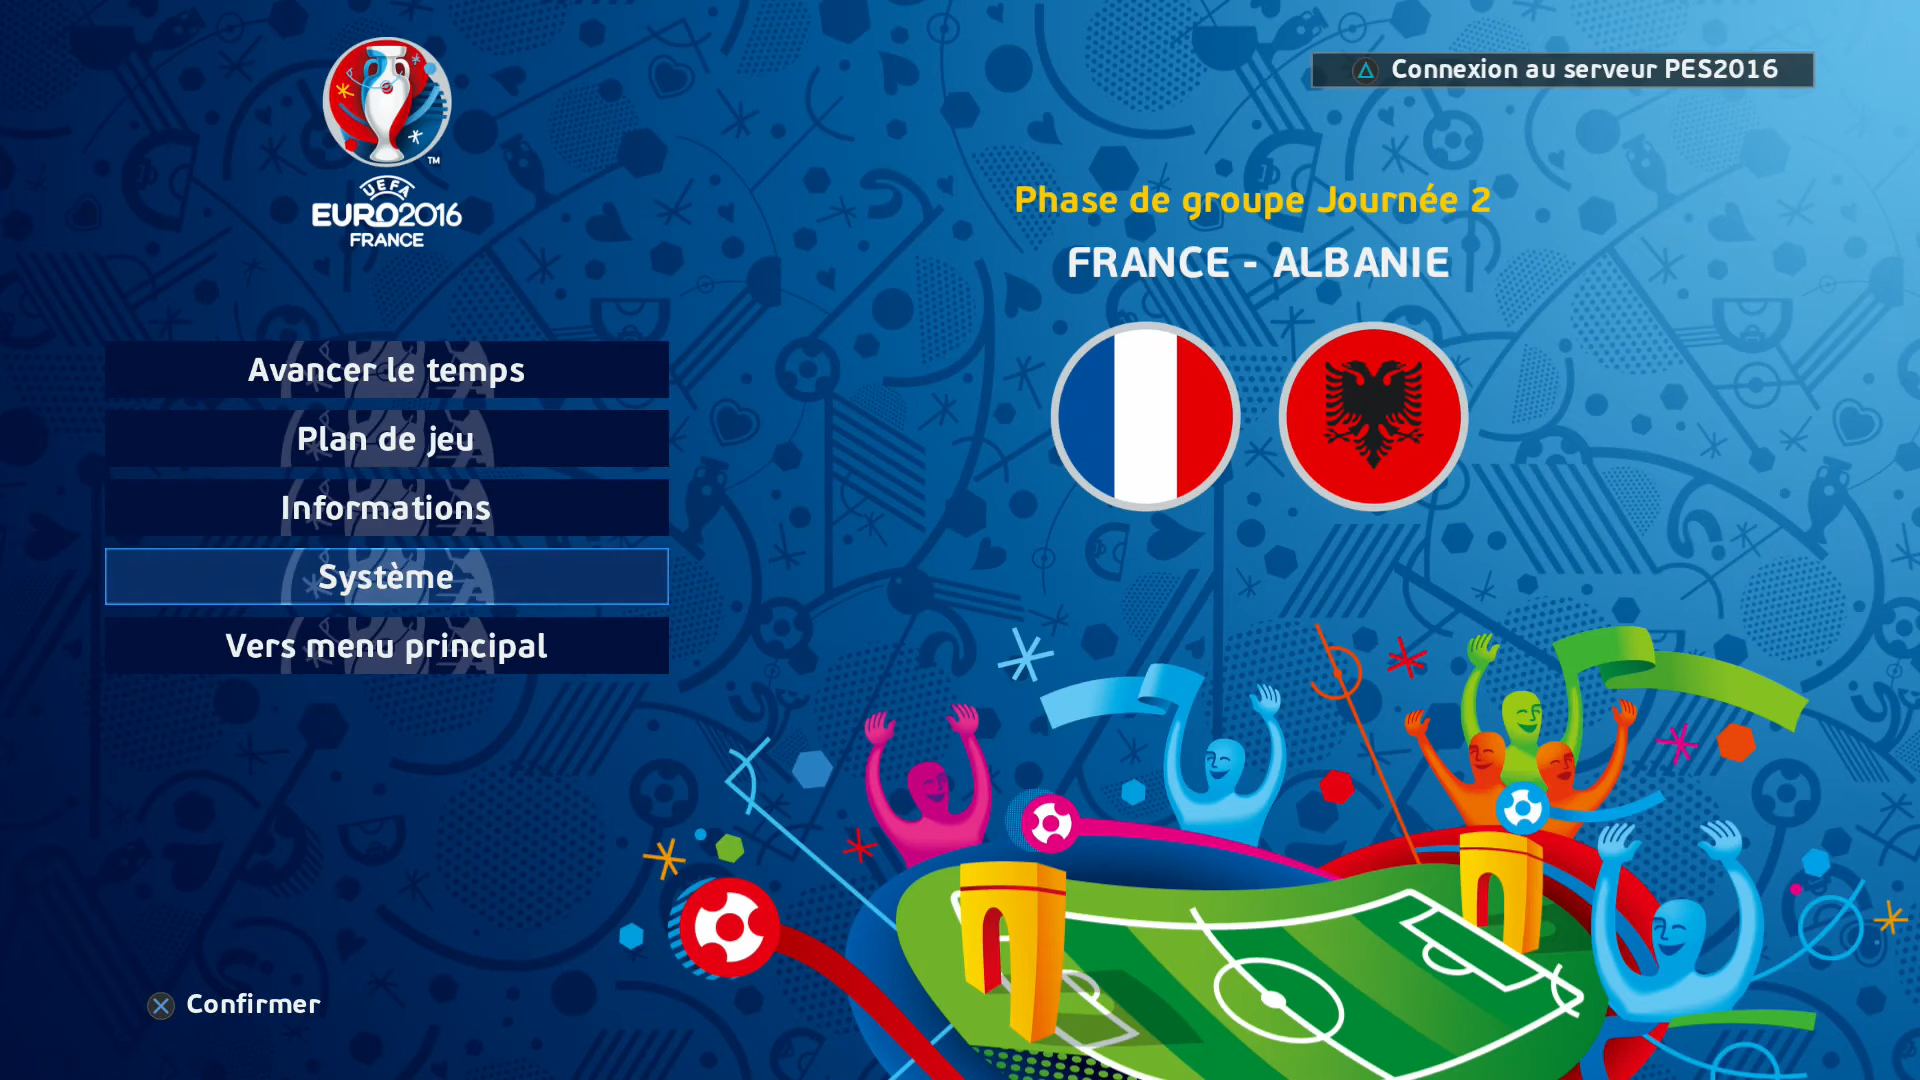 Connexion au serveur PES2016
TM
UEFA
EURO2016
FRANCE
Phase de groupe Journée 2
FRANCE - ALBANIE
Avancer le temps
Plan de jeu
Informations
Système
Vers menu principal
Confirmer